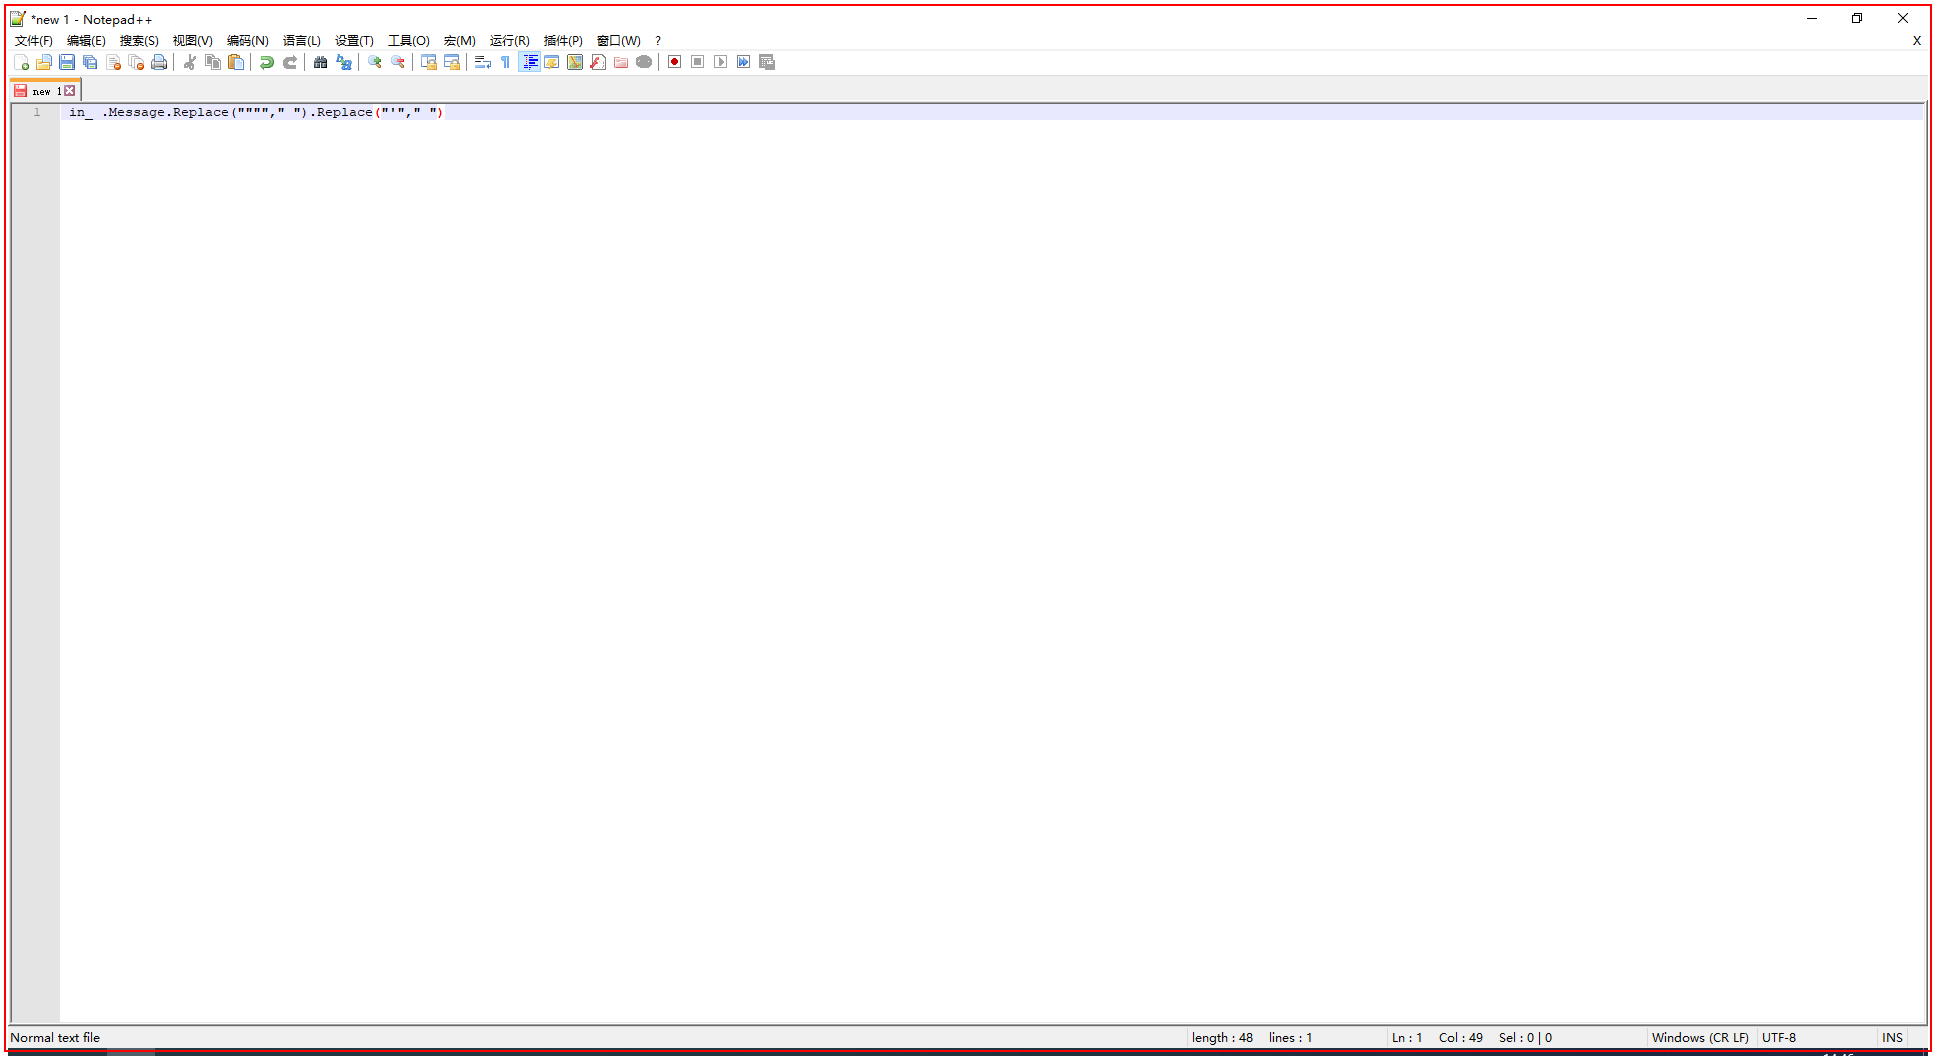 *new 1 - Notepad++
文件(F) 编辑(E) 搜索(S) 视图(V) 编码(N) 语言(L) 设置(T) 工具(O) 宏(M) 运行(R) 插件(P) 窗口(W) ? X
new 1
1 in_ .Message.Replace(""""," ").Replace("'"," ")
Normal text file length : 48 lines : 1 Ln : 1 Col : 49 Sel : 0 | 0 Windows (CR LF) UTF-8 INS